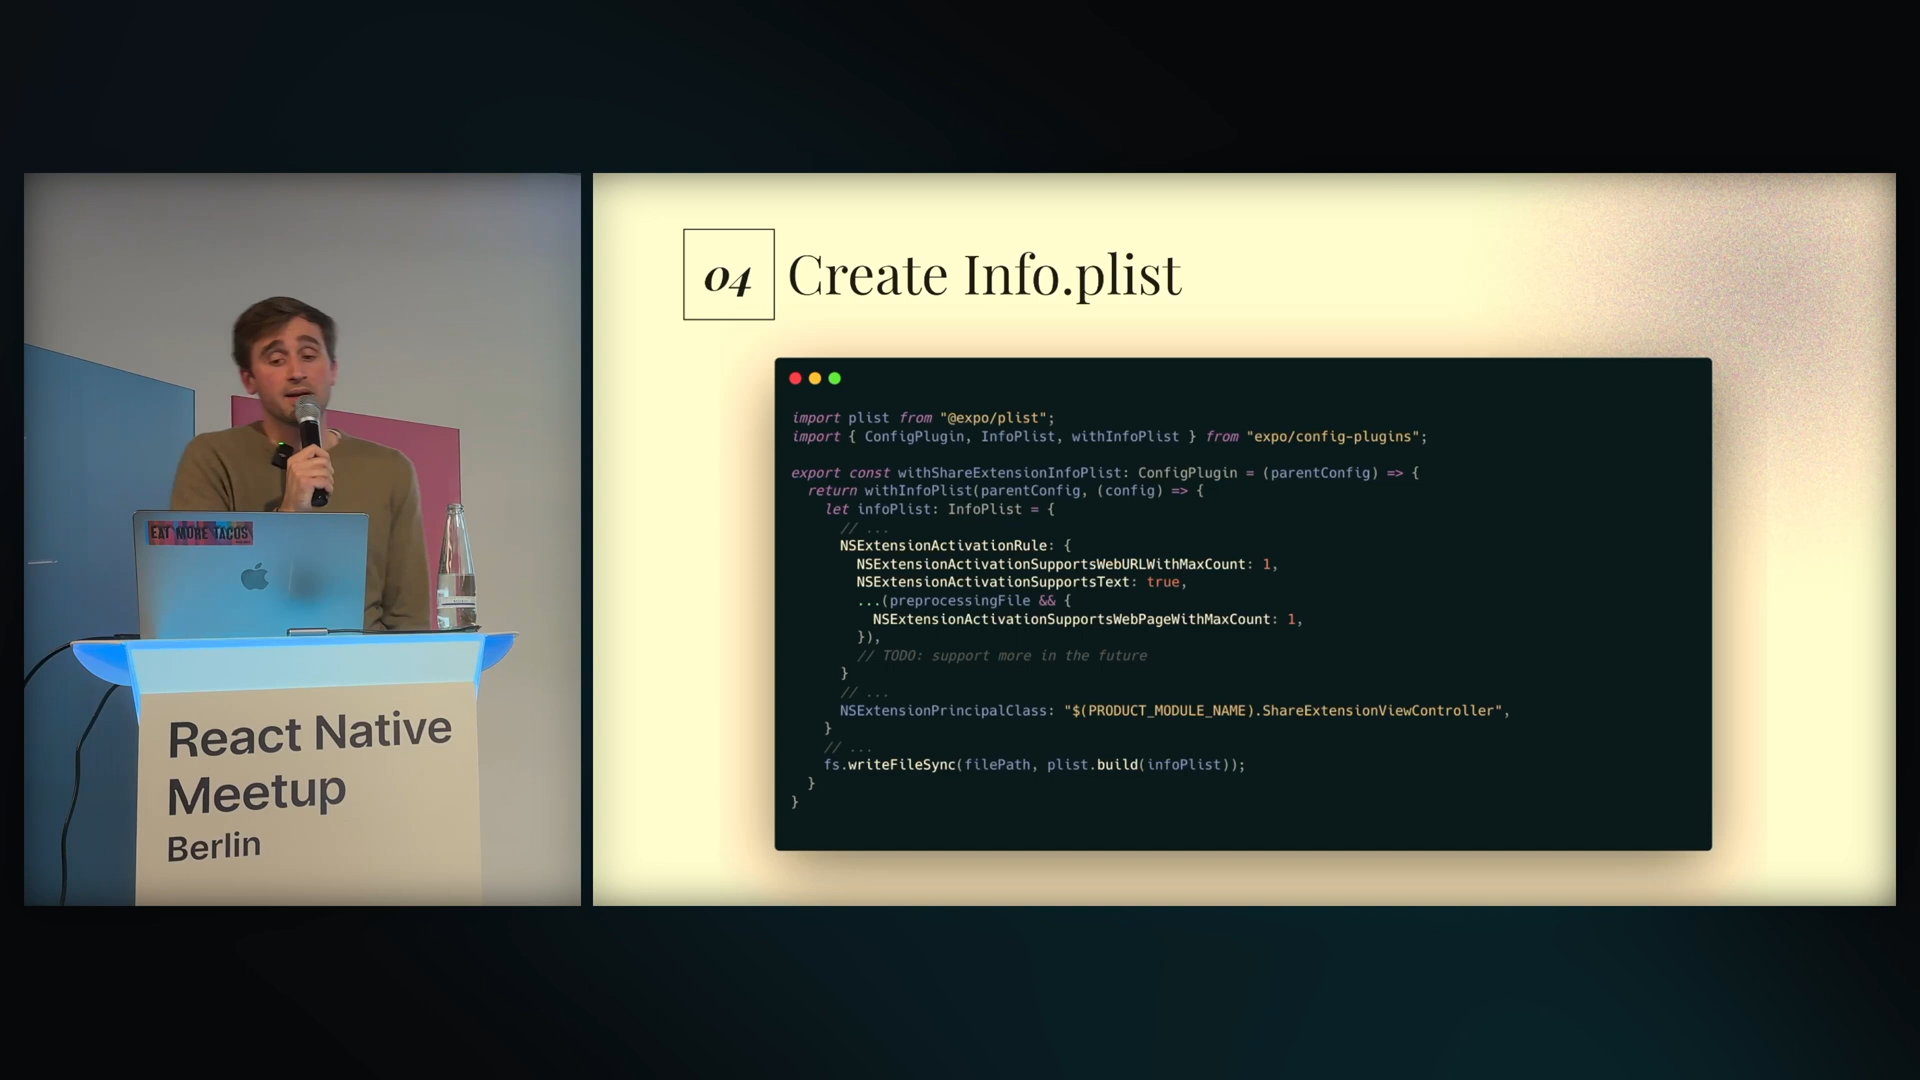 EAT MORE TACOS
React Native
Meetup
Berlin
04 Create Info.plist
import plist from "@expo/plist";
import { ConfigPlugin, InfoPlist, withInfoPlist } from "expo/config-plugins";
export const withShareExtensionInfoPlist: ConfigPlugin = (parentConfig) => {
  return withInfoPlist(parentConfig, (config) => {
    let infoPlist: InfoPlist = {
      // ...
      NSExtensionActivationRule: {
        NSExtensionActivationSupportsWebURLWithMaxCount: 1,
        NSExtensionActivationSupportsText: true,
        ...(preprocessingFile && {
          NSExtensionActivationSupportsWebPageWithMaxCount: 1,
        }),
        // TODO: support more in the future
      }
      // ...
      NSExtensionPrincipalClass: "$(PRODUCT_MODULE_NAME).ShareExtensionViewController",
    }
    // ...
    fs.writeFileSync(filePath, plist.build(infoPlist));
  }
}